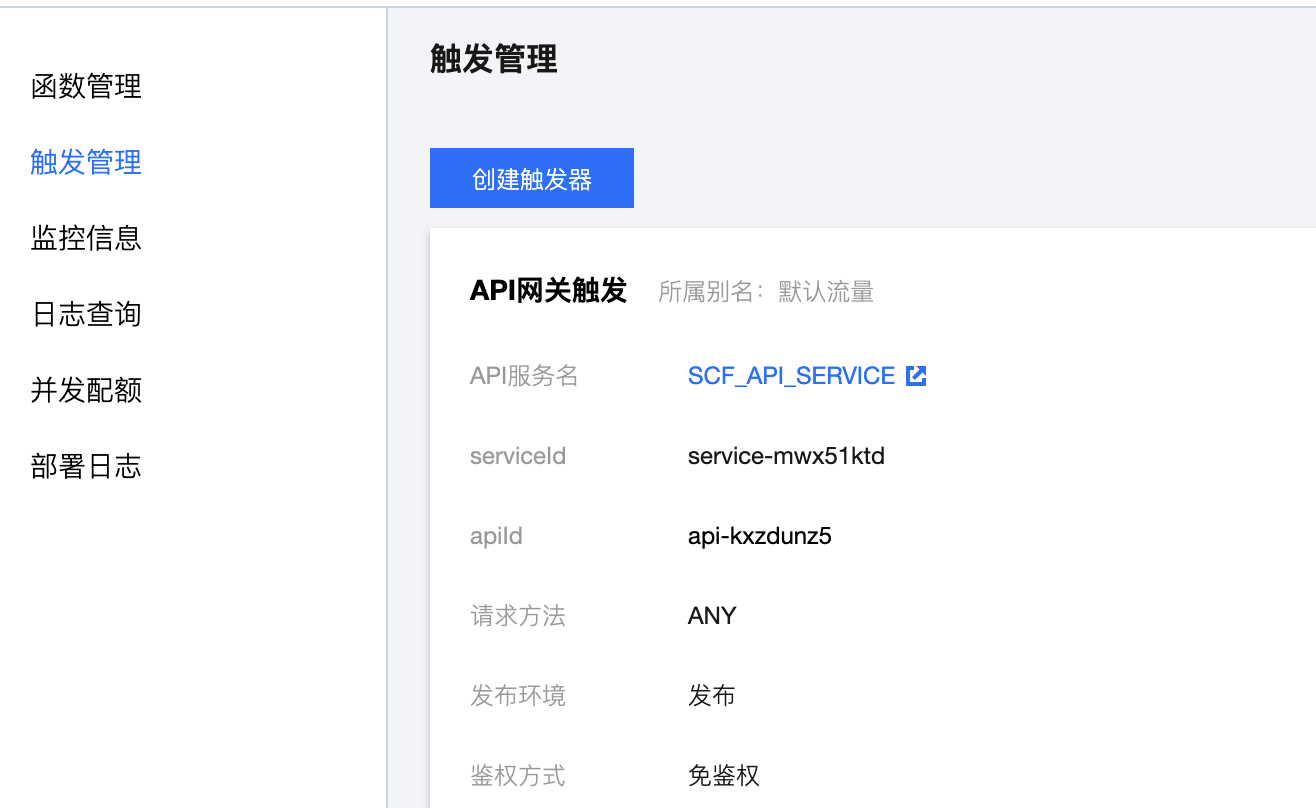 函数管理
触发管理
监控信息
日志查询
并发配额
部署日志
触发管理
创建触发器
API网关触发 所属别名：默认流量
API服务名 SCF_API_SERVICE
serviceId service-mwx51ktd
apiId api-kxzdunz5
请求方法 ANY
发布环境 发布
鉴权方式 免鉴权